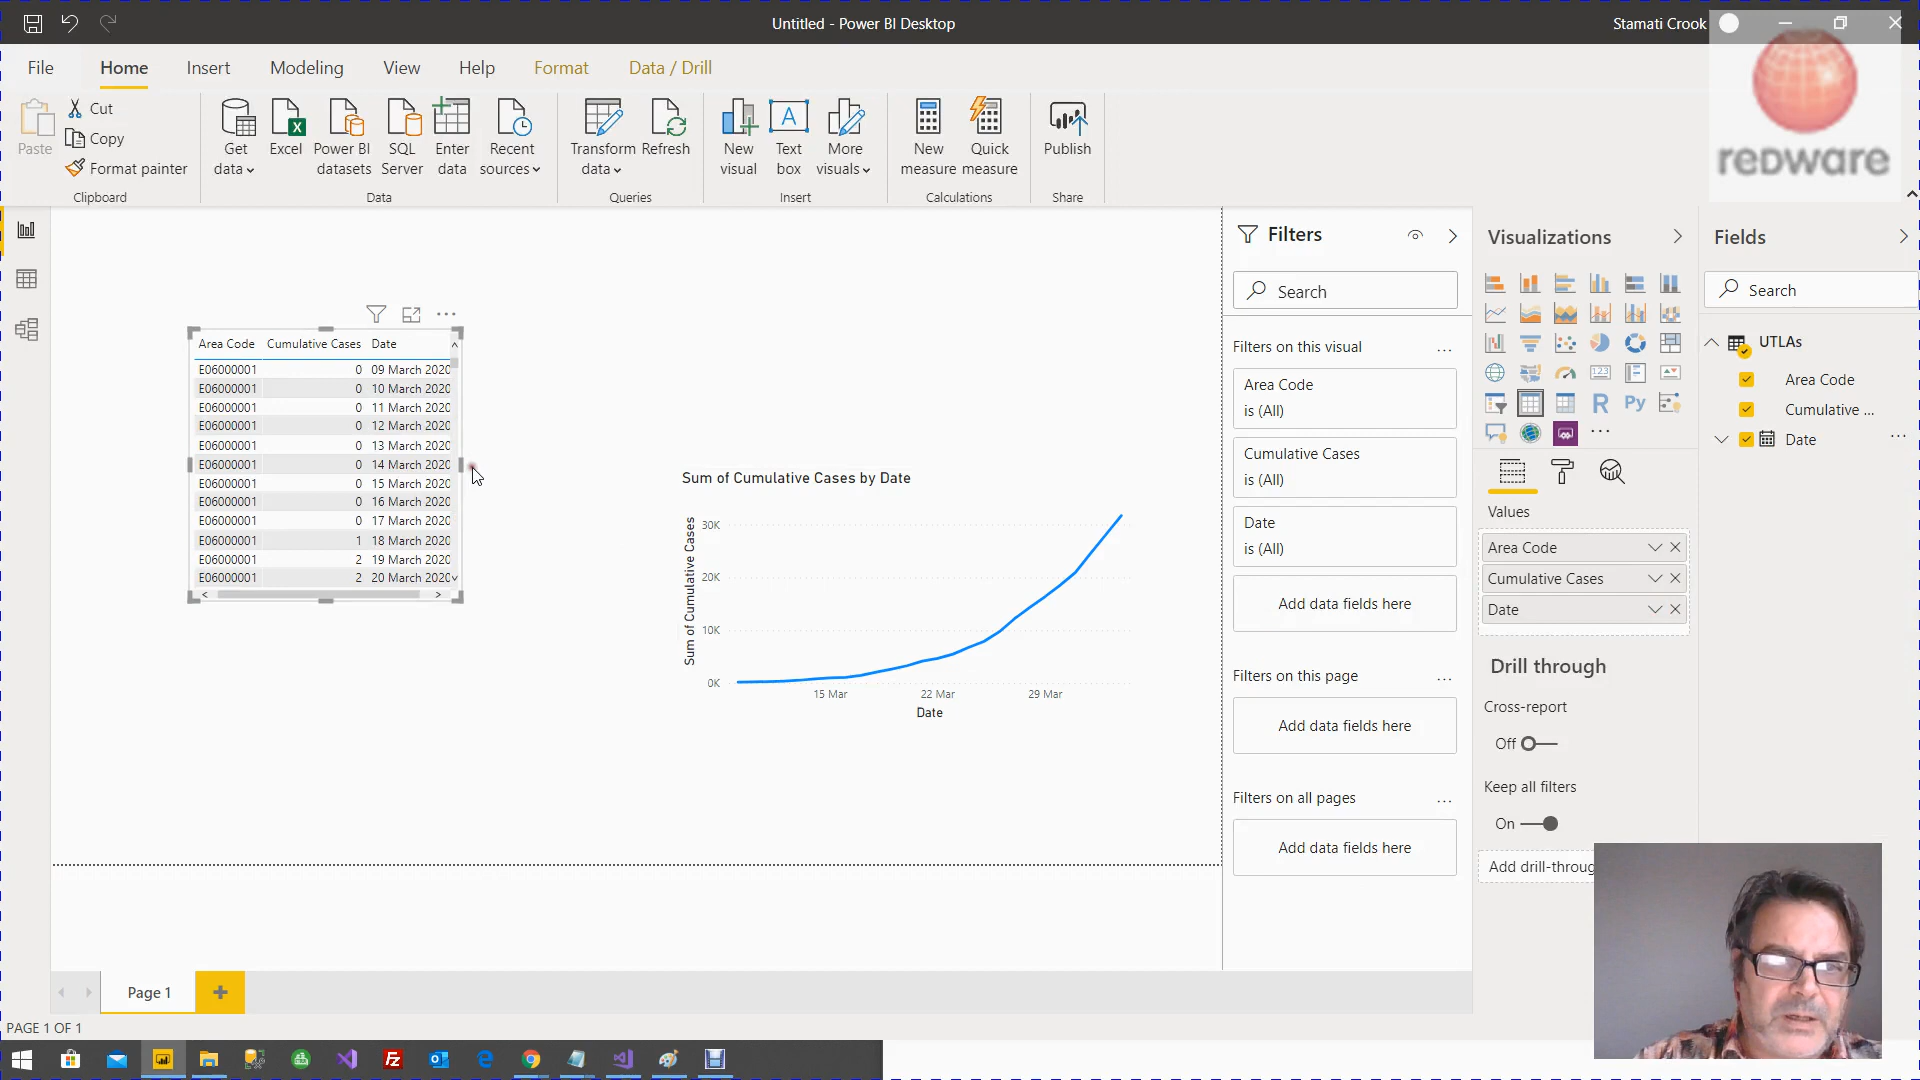 Untitled - Power BI Desktop
Stamati Crook
File
Home
Insert
Modeling
View
Help
Format
Data / Drill
Paste
Cut
Copy
Format painter
Clipboard
Get data
Excel
Power BI datasets
SQL Server
Enter data
Recent sources
Data
Transform data
Refresh
Queries
New visual
Text box
More visuals
Insert
New measure
Quick measure
Calculations
Publish
Share
redware
Area Code Cumulative Cases Date
E06000001 0 09 March 2020
E06000001 0 10 March 2020
E06000001 0 11 March 2020
E06000001 0 12 March 2020
E06000001 0 13 March 2020
E06000001 0 14 March 2020
E06000001 0 15 March 2020
E06000001 0 16 March 2020
E06000001 0 17 March 2020
E06000001 1 18 March 2020
E06000001 2 19 March 2020
E06000001 2 20 March 2020
Sum of Cumulative Cases by Date
Sum of Cumulative Cases
30K
20K
10K
0K
15 Mar
22 Mar
29 Mar
Date
Filters
Search
Filters on this visual
Area Code
is (All)
Cumulative Cases
is (All)
Date
is (All)
Add data fields here
Filters on this page
Add data fields here
Filters on all pages
Add data fields here
Visualizations
R
Py
123
Values
Area Code
Cumulative Cases
Date
Drill through
Cross-report
Off
Keep all filters
On
Add drill-throug
Fields
Search
UTLAs
Area Code
Cumulative ...
Date
Page 1
PAGE 1 OF 1